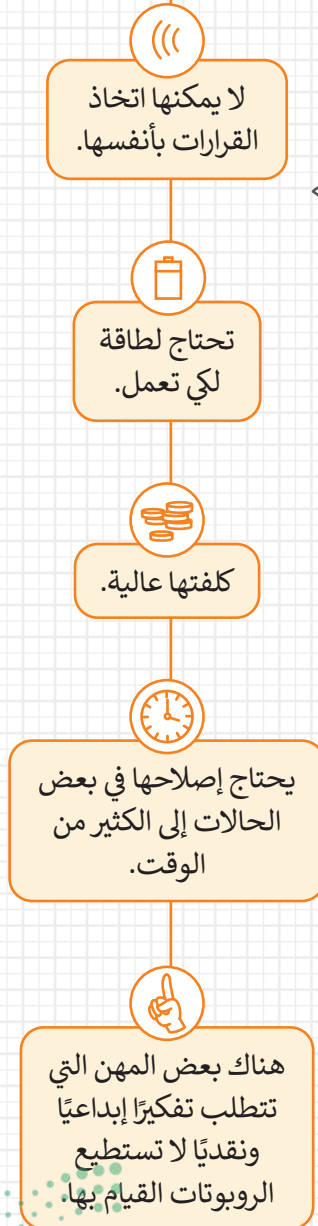 لا يمكنها اتخاذ
القرارات بأنفسها.
تحتاج لطاقة
لكي تعمل.
كلفتها عالية.
يحتاج إصلاحها في بعض
الحالات إلى الكثير من
الوقت.
هناك بعض المهن التي
تتطلب تفكيرًا إبداعيًا
ونقديًا لا تستطيع
الروبوتات القيام بها.